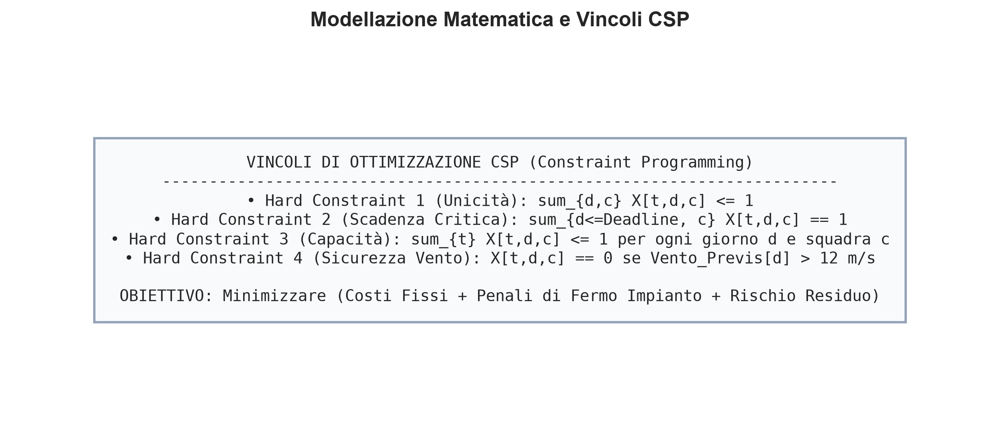 Modellazione Matematica e Vincoli CSP
VINCOLI DI OTTIMIZZAZIONE CSP (Constraint Programming)
------------------------------------------------------------------------
• Hard Constraint 1 (Unicità): sum_{d,c} X[t,d,c] <= 1
• Hard Constraint 2 (Scadenza Critica): sum_{d<=Deadline, c} X[t,d,c] == 1
• Hard Constraint 3 (Capacità): sum_{t} X[t,d,c] <= 1 per ogni giorno d e squadra c
• Hard Constraint 4 (Sicurezza Vento): X[t,d,c] == 0 se Vento_Previs[d] > 12 m/s
OBIETTIVO: Minimizzare (Costi Fissi + Penali di Fermo Impianto + Rischio Residuo)